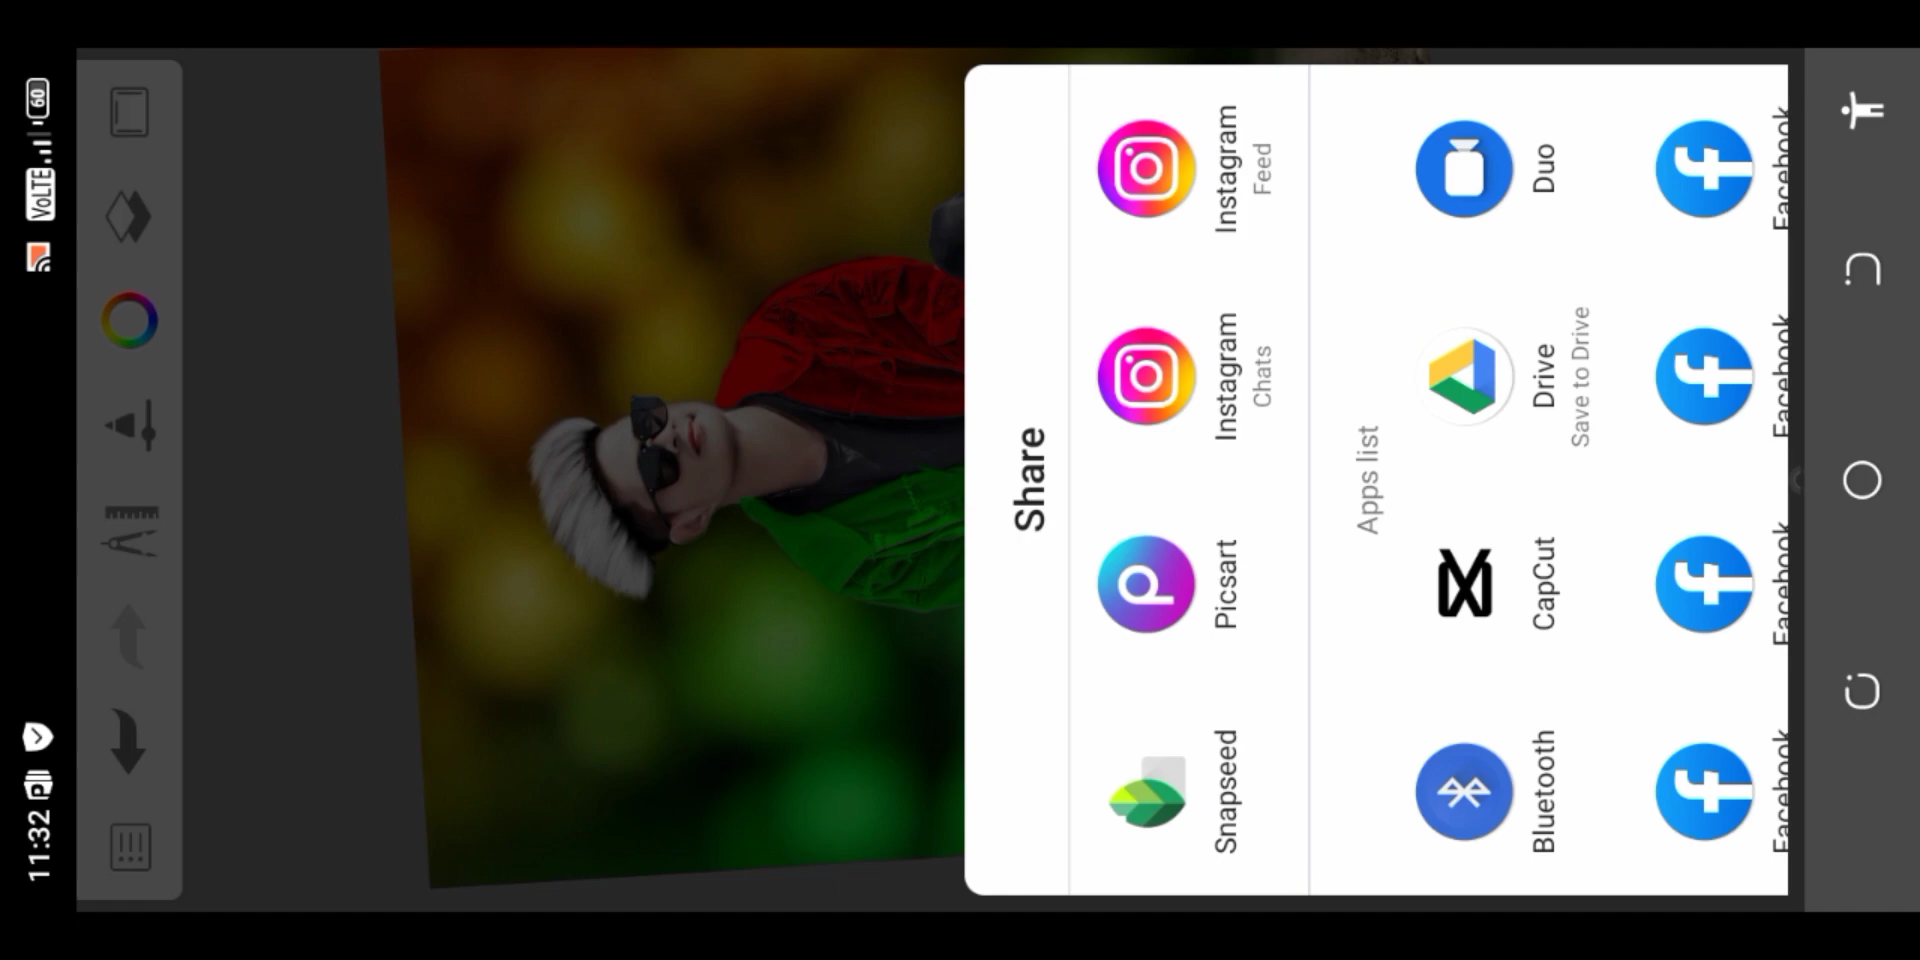 11:32
VoLTE 60
Share
Snapseed Picsart Instagram Instagram
Chats Feed
Apps list
Bluetooth CapCut Drive Duo
Save to Drive
Facebook Facebook Facebook Facebook